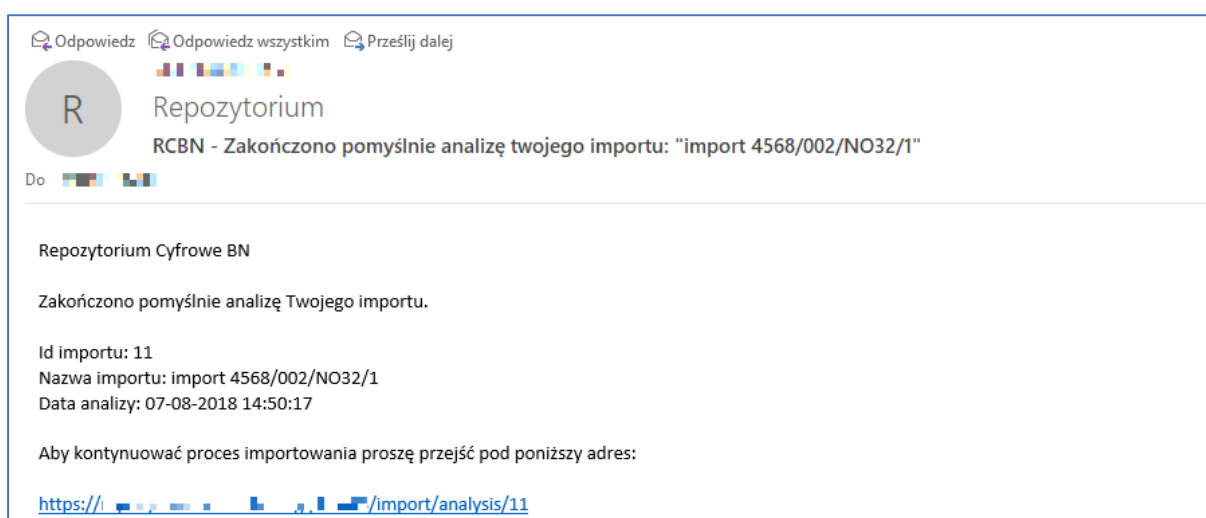 Odpowiedz Odpowiedz wszystkim Prześlij dalej
R
Repozytorium
RCBN - Zakończono pomyślnie analizę twojego importu: "import 4568/002/NO32/1"
Do
Repozytorium Cyfrowe BN
Zakończono pomyślnie analizę Twojego importu.
Id importu: 11
Nazwa importu: import 4568/002/NO32/1
Data analizy: 07-08-2018 14:50:17
Aby kontynuować proces importowania proszę przejść pod poniższy adres:
https:// /import/analysis/11